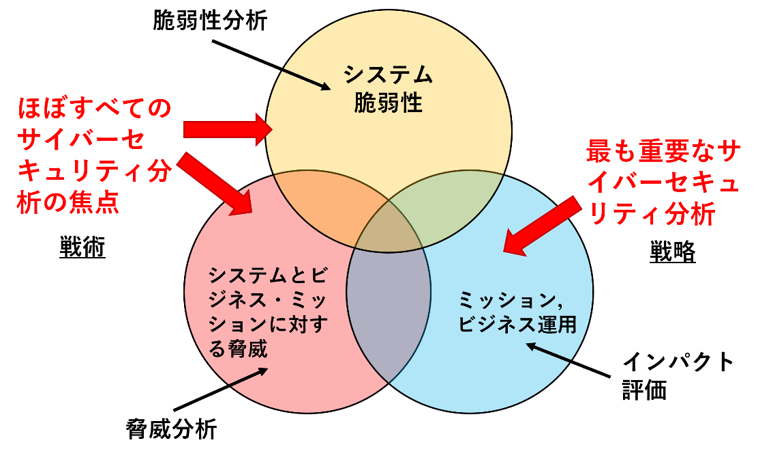 脆弱性分析
システム
脆弱性
ほぼすべての
サイバーセ
キュリティ分
析の焦点
戦術
最も重要なサ
イバーセキュ
リティ分析
戦略
システムとビ
ジネス・ミッ
ションに対す
る脅威
ミッション,
ビジネス運用
インパクト
評価
脅威分析